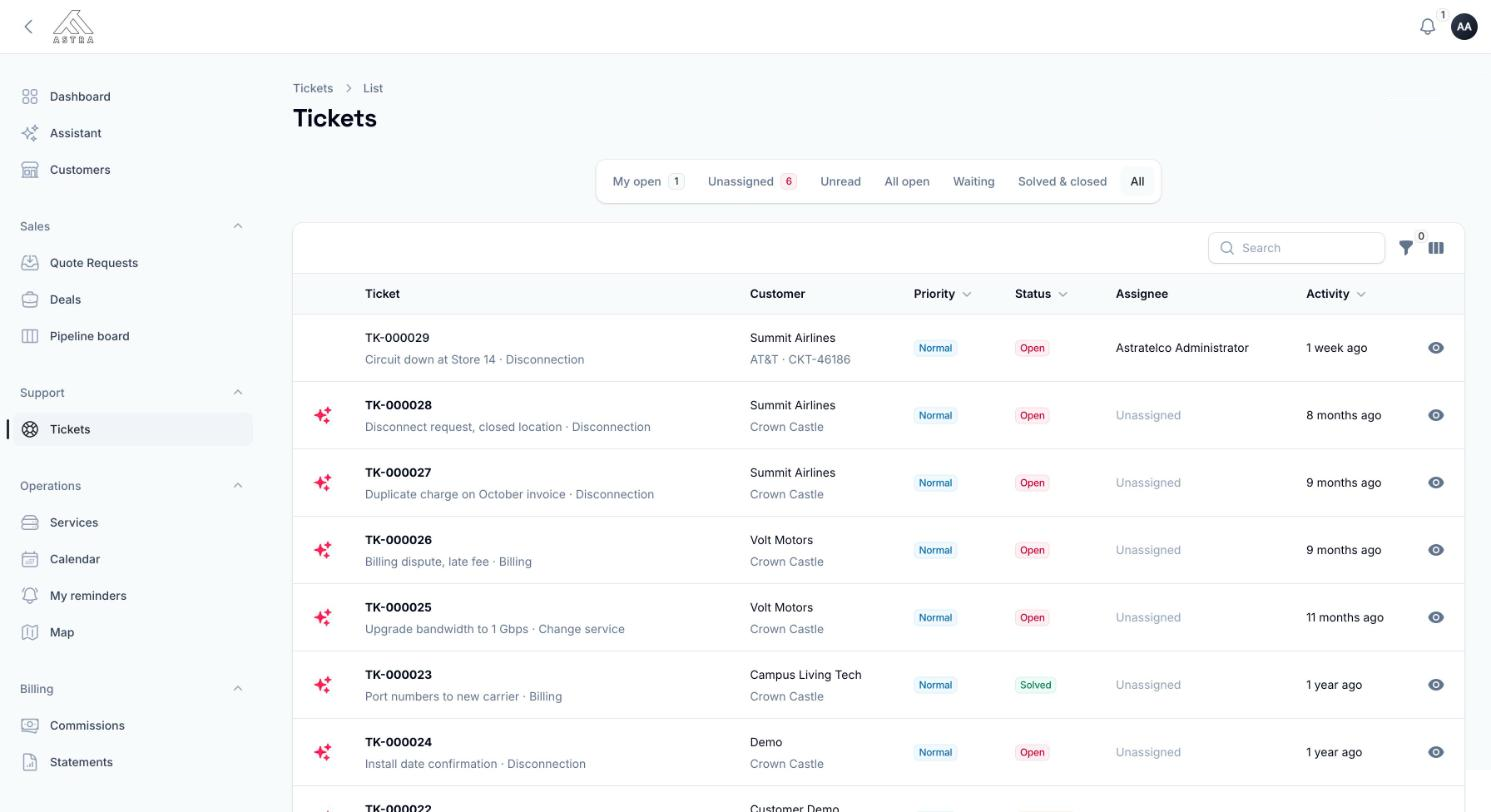 ASTRA
1
AA
Dashboard
Assistant
Customers
Sales
Quote Requests
Deals
Pipeline board
Support
Tickets
Operations
Services
Calendar
My reminders
Map
Billing
Commissions
Statements
Tickets > List
Tickets
My open 1 Unassigned 6 Unread All open Waiting Solved & closed All
Search 0
Ticket Customer Priority Status Assignee Activity
TK-000029 Summit Airlines Normal Open Astratelco Administrator 1 week ago
Circuit down at Store 14 · Disconnection AT&T · CKT-46186
TK-000028 Summit Airlines Normal Open Unassigned 8 months ago
Disconnect request, closed location · Disconnection Crown Castle
TK-000027 Summit Airlines Normal Open Unassigned 9 months ago
Duplicate charge on October invoice · Disconnection Crown Castle
TK-000026 Volt Motors Normal Open Unassigned 9 months ago
Billing dispute, late fee · Billing Crown Castle
TK-000025 Volt Motors Normal Open Unassigned 11 months ago
Upgrade bandwidth to 1 Gbps · Change service Crown Castle
TK-000023 Campus Living Tech Normal Solved Unassigned 1 year ago
Port numbers to new carrier · Billing Crown Castle
TK-000024 Demo Normal Open Unassigned 1 year ago
Install date confirmation · Disconnection Crown Castle
TK-000022 Customer Demo